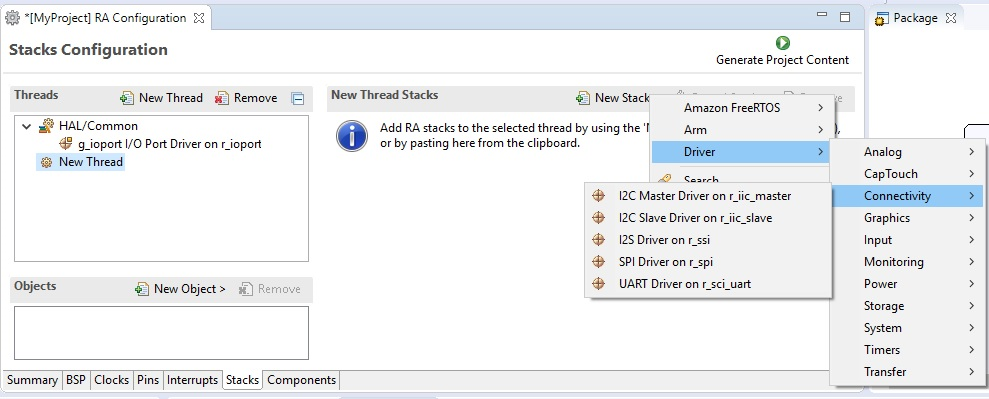 *[MyProject] RA Configuration
Package
Stacks Configuration
Generate Project Content
Threads
New Thread
Remove
HAL/Common
g_ioport I/O Port Driver on r_ioport
New Thread
New Thread Stacks
New Stack
Add RA stacks to the selected thread by using the
or by pasting here from the clipboard.
Amazon FreeRTOS
Arm
Driver
Search
Analog
CapTouch
Connectivity
Graphics
Input
Monitoring
Power
Storage
System
Timers
Transfer
I2C Master Driver on r_iic_master
I2C Slave Driver on r_iic_slave
I2S Driver on r_ssi
SPI Driver on r_spi
UART Driver on r_sci_uart
Objects
New Object >
Remove
Summary BSP Clocks Pins Interrupts Stacks Components